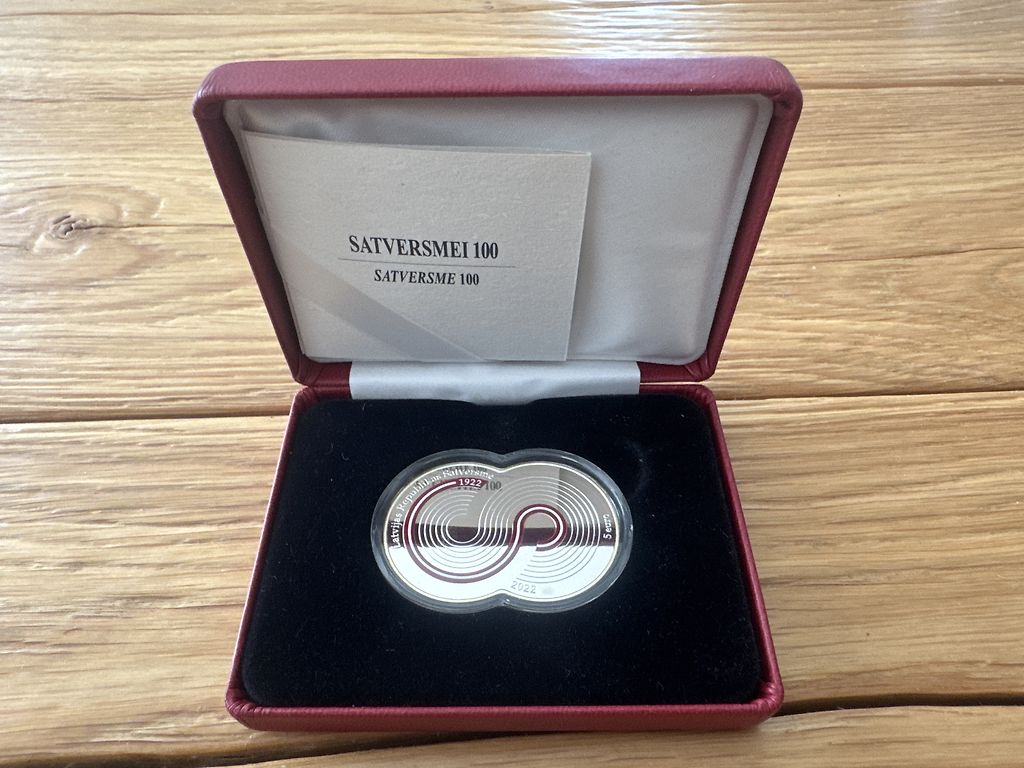 SATVERSMEI 100
SATVERSME 100
Latvijas Republikas Satversme
1922
100
5 euro
2022